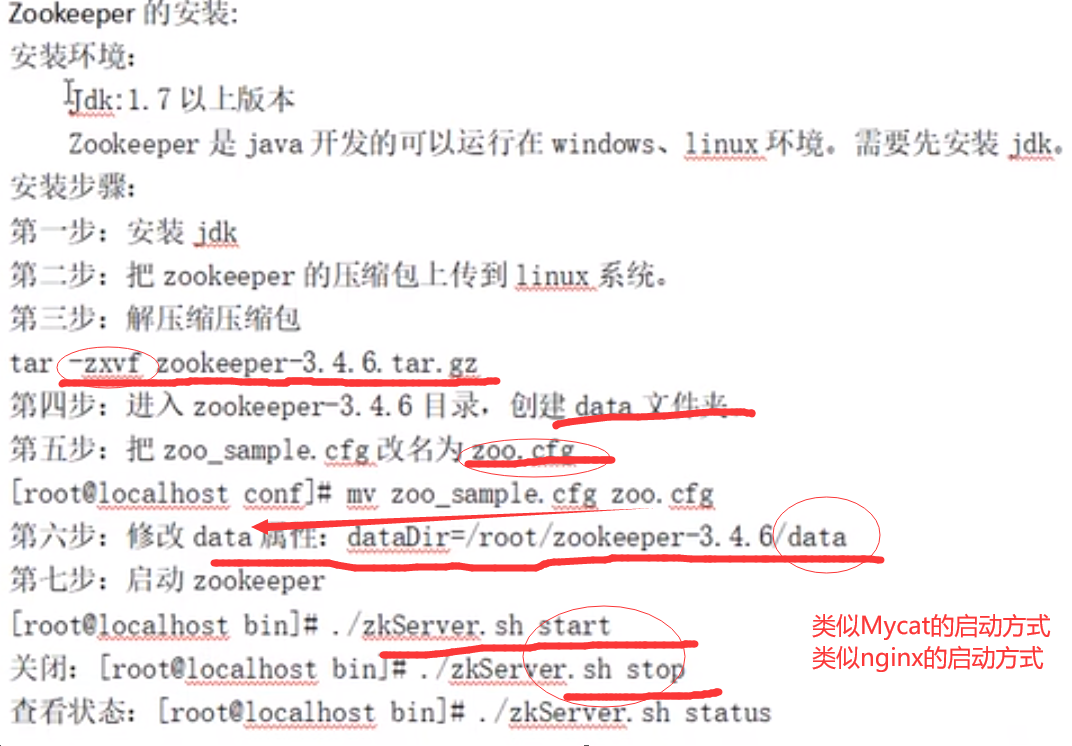 Zookeeper 的安装:
安装环境：
Jdk:1.7 以上版本
Zookeeper 是 java 开发的可以运行在 windows、linux 环境。需要先安装 jdk。
安装步骤：
第一步：安装 jdk
第二步：把 zookeeper 的压缩包上传到 linux 系统。
第三步：解压缩压缩包
tar -zxvf zookeeper-3.4.6.tar.gz
第四步：进入 zookeeper-3.4.6 目录，创建 data 文件夹
第五步：把 zoo_sample.cfg 改名为 zoo.cfg
[root@localhost conf]# mv zoo_sample.cfg zoo.cfg
第六步：修改 data 属性：dataDir=/root/zookeeper-3.4.6/data
第七步：启动 zookeeper
[root@localhost bin]# ./zkServer.sh start
关闭：[root@localhost bin]# ./zkServer.sh stop
查看状态：[root@localhost bin]# ./zkServer.sh status
类似Mycat的启动方式
类似nginx的启动方式